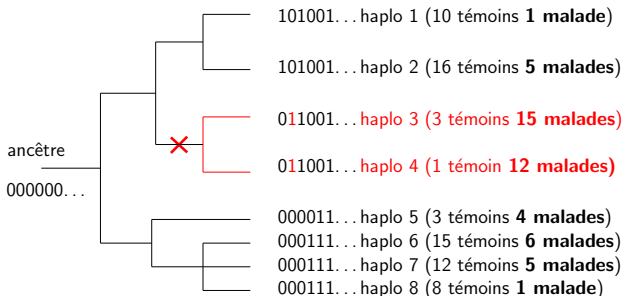 101001... haplo 1 (10 témoins 1 malade)
101001... haplo 2 (16 témoins 5 malades)
011001... haplo 3 (3 témoins 15 malades)
ancêtre
011001... haplo 4 (1 témoin 12 malades)
000000...
000011... haplo 5 (3 témoins 4 malades)
000111... haplo 6 (15 témoins 6 malades)
000111... haplo 7 (12 témoins 5 malades)
000111... haplo 8 (8 témoins 1 malade)